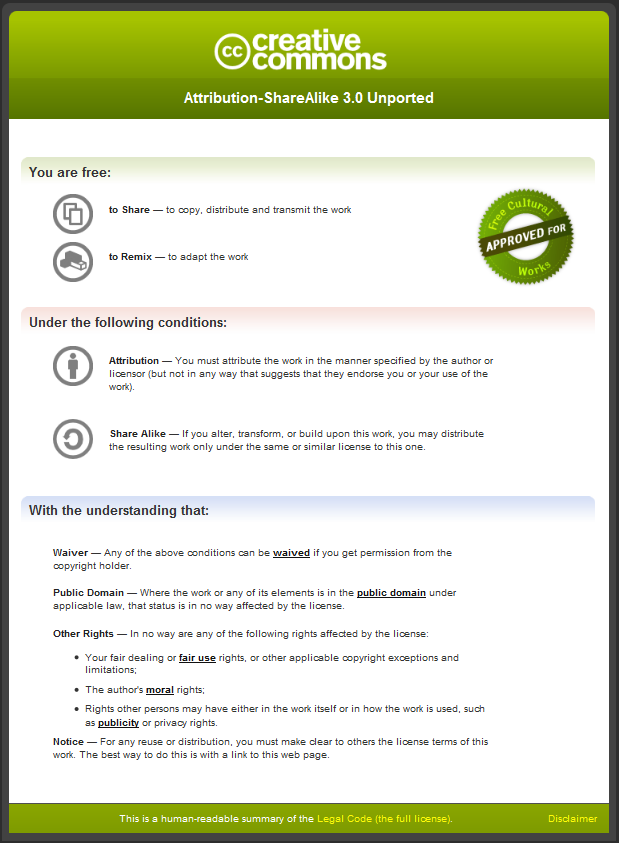 cc creative
commons
Attribution-ShareAlike 3.0 Unported
You are free:
to Share — to copy, distribute and transmit the work
to Remix — to adapt the work
Free Cultural
APPROVED FOR
Works
Under the following conditions:
Attribution — You must attribute the work in the manner specified by the author or
licensor (but not in any way that suggests that they endorse you or your use of the
work).
Share Alike — If you alter, transform, or build upon this work, you may distribute
the resulting work only under the same or similar license to this one.
With the understanding that:
Waiver — Any of the above conditions can be waived if you get permission from the
copyright holder.
Public Domain — Where the work or any of its elements is in the public domain under
applicable law, that status is in no way affected by the license.
Other Rights — In no way are any of the following rights affected by the license:
• Your fair dealing or fair use rights, or other applicable copyright exceptions and
limitations;
• The author's moral rights;
• Rights other persons may have either in the work itself or in how the work is used, such
as publicity or privacy rights.
Notice — For any reuse or distribution, you must make clear to others the license terms of this
work. The best way to do this is with a link to this web page.
This is a human-readable summary of the Legal Code (the full license).
Disclaimer